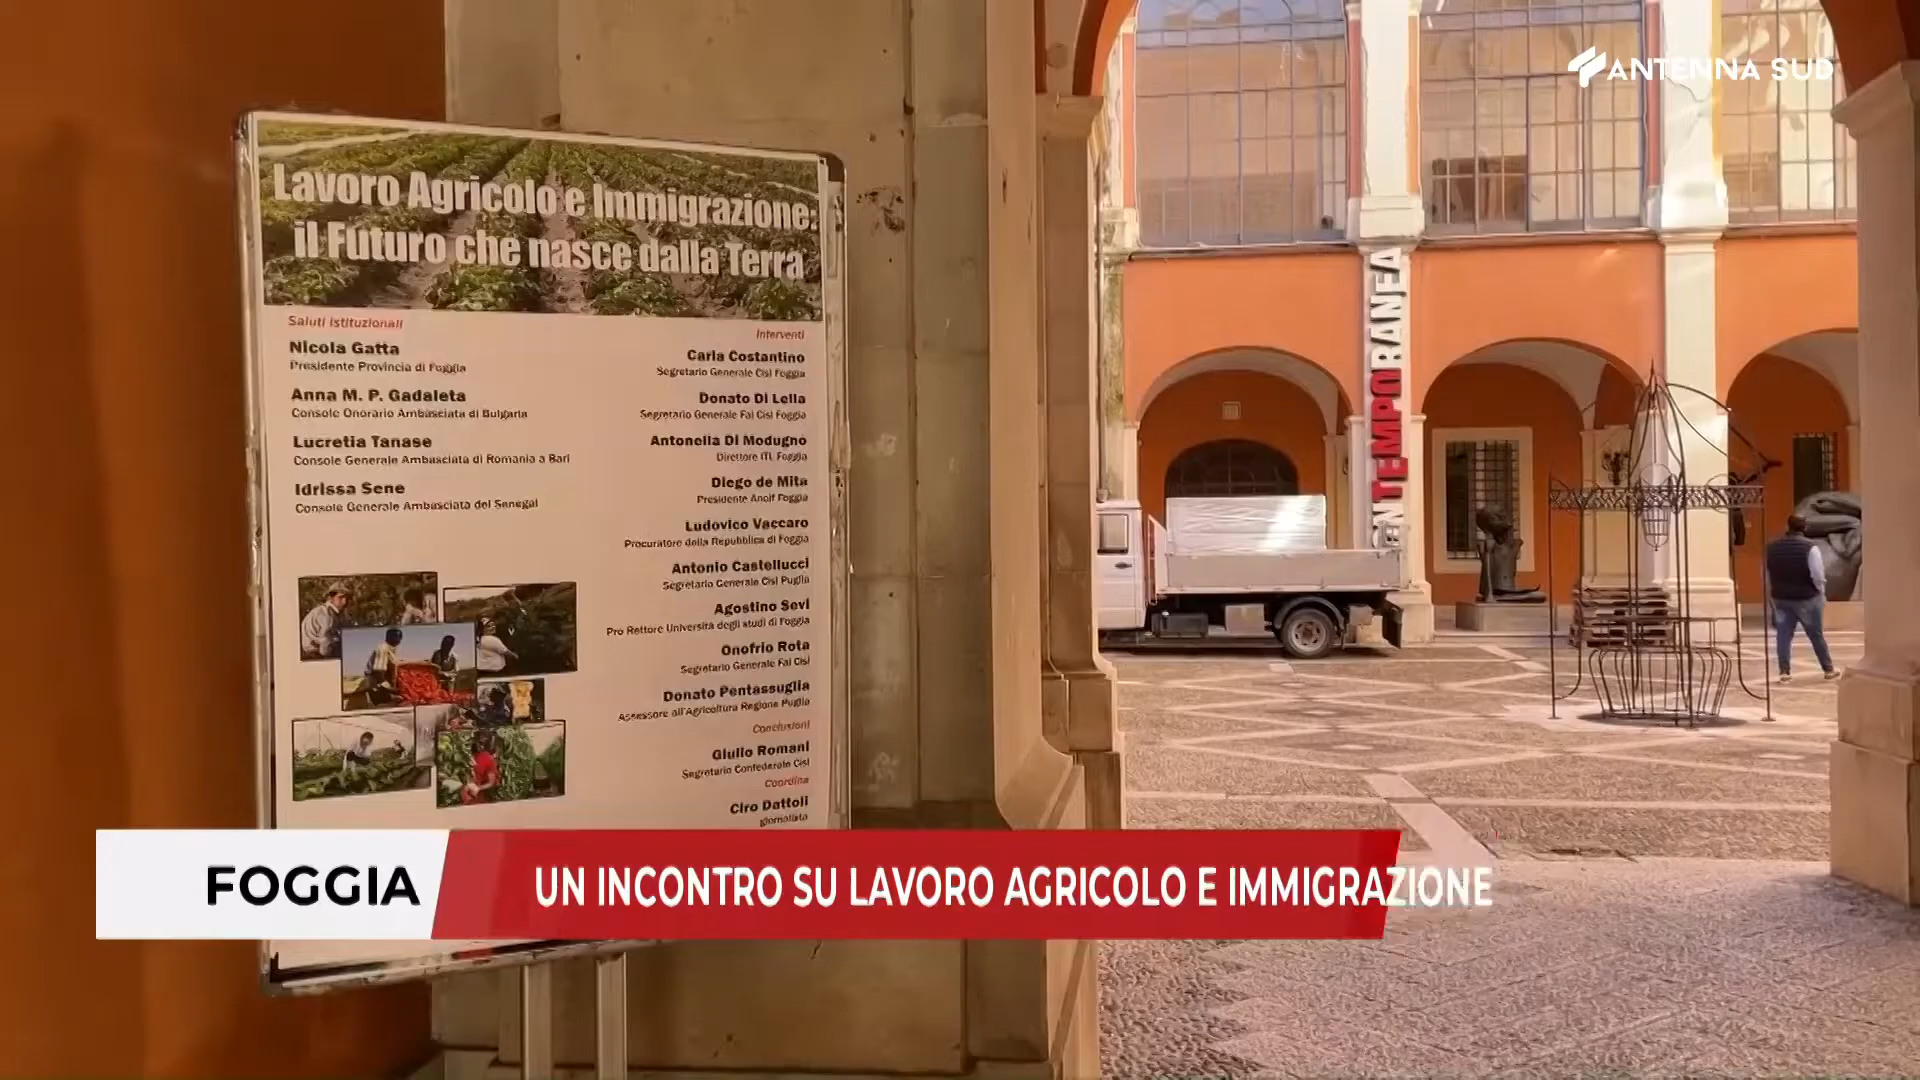 ANTENNA SUD
Lavoro Agricolo e Immigrazione:
il Futuro che nasce dalla Terra
Saluti Istituzionali
Nicola Gatta
Presidente Provincia di Foggia
Anna M. P. Gadaleta
Console Onorario Ambasciata di Bulgaria
Lucretia Tanase
Console Generale Ambasciata di Romania a Bari
Idrissa Sene
Console Generale Ambasciata del Senegal
Interventi
Carla Costantino
Segretario Generale Cisl Foggia
Donato Di Lella
Segretario Generale Fai Cisl Foggia
Antonella Di Modugno
Direttore ITL Foggia
Diego de Mita
Presidente Anolf Foggia
Ludovico Vaccaro
Procuratore della Repubblica di Foggia
Antonio Castellucci
Segretario Generale Cisl Puglia
Agostino Sevi
Pro Rettore Università degli studi di Foggia
Onofrio Rota
Segretario Generale Fai Cisl
Donato Pentassuglia
Assessore all'Agricoltura Regione Puglia
Conclusioni
Giulio Romani
Segretario Confederale Cisl
Coordina
Ciro Dattoli
giornalista
NTEMPORANEA
FOGGIA
UN INCONTRO SU LAVORO AGRICOLO E IMMIGRAZIONE